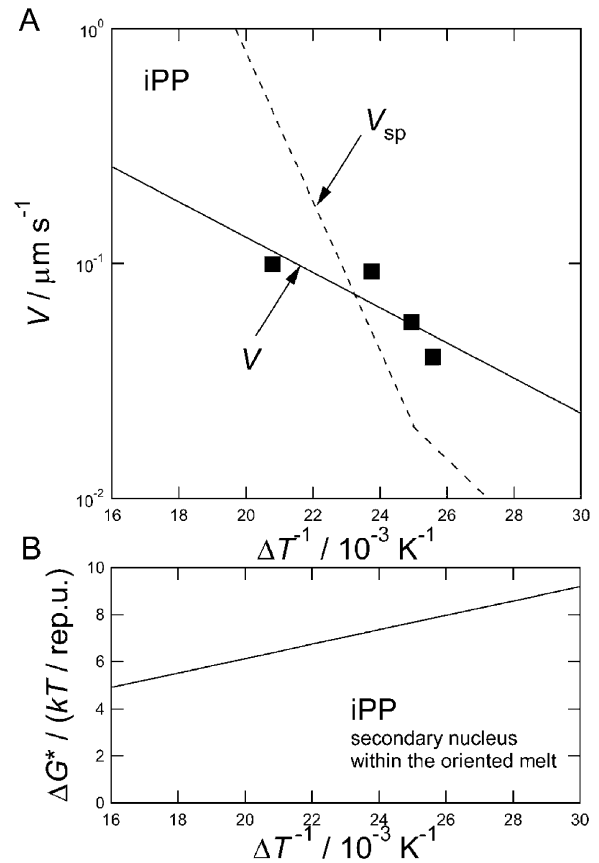 A
10⁰
iPP
V_sp
V / μm s⁻¹
10⁻¹
V
10⁻²
16 18 20 22 24 26 28 30
ΔT⁻¹ / 10⁻³ K⁻¹
B
10
8
6
4
2
0
ΔG* / (kT / rep.u.)
iPP
secondary nucleus
within the oriented melt
16 18 20 22 24 26 28 30
ΔT⁻¹ / 10⁻³ K⁻¹